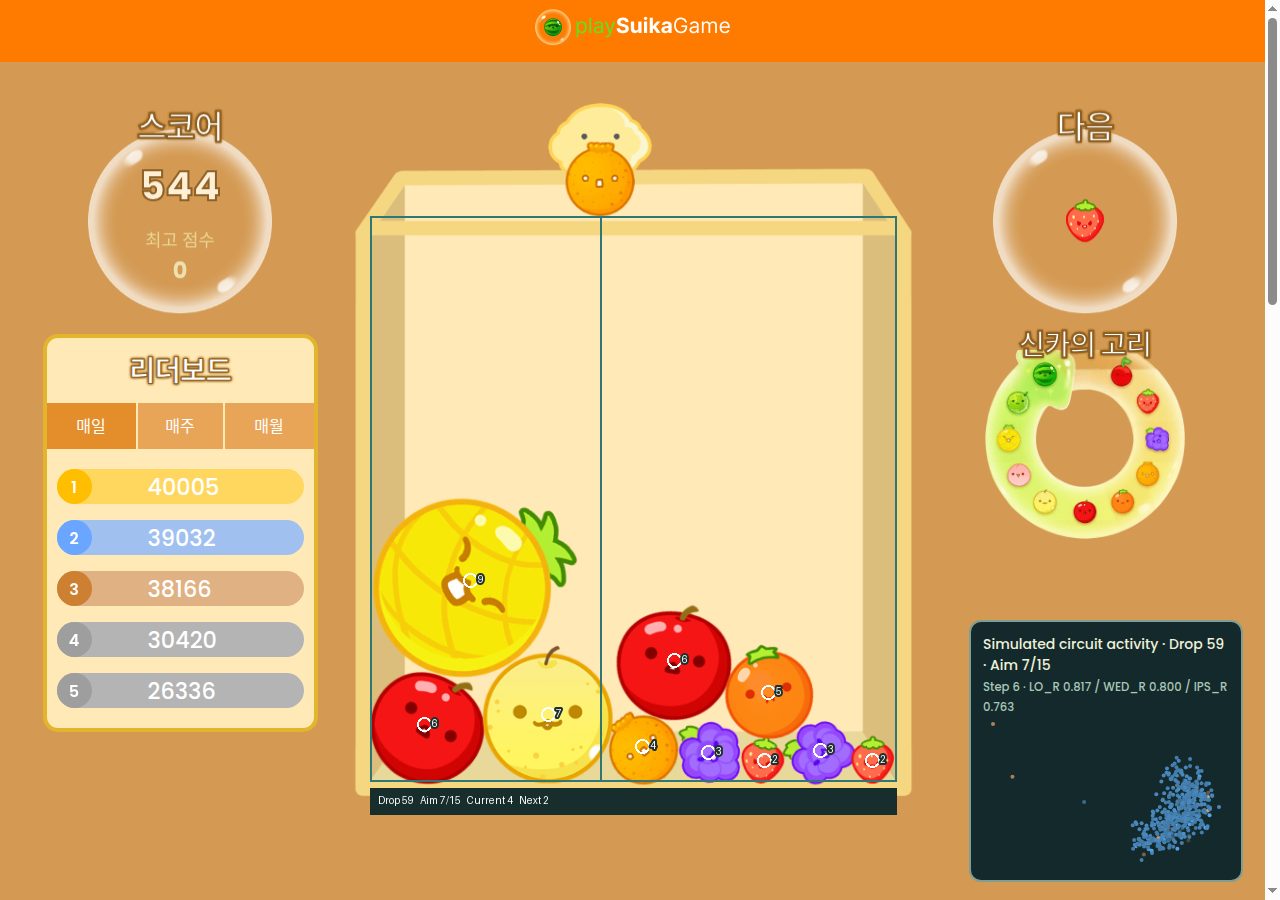 playSuikaGame
스코어
544
최고 점수
0
다음
신카의 고리
리더보드
매일 매주 매월
1 40005
2 39032
3 38166
4 30420
5 26336
9
6
7
6
5
4
3
2
3
2
Drop 59 Aim 7/15 Current 4 Next 2
Simulated circuit activity · Drop 59
· Aim 7/15
Step 6 · LO_R 0.817 / WED_R 0.800 / IPS_R
0.763